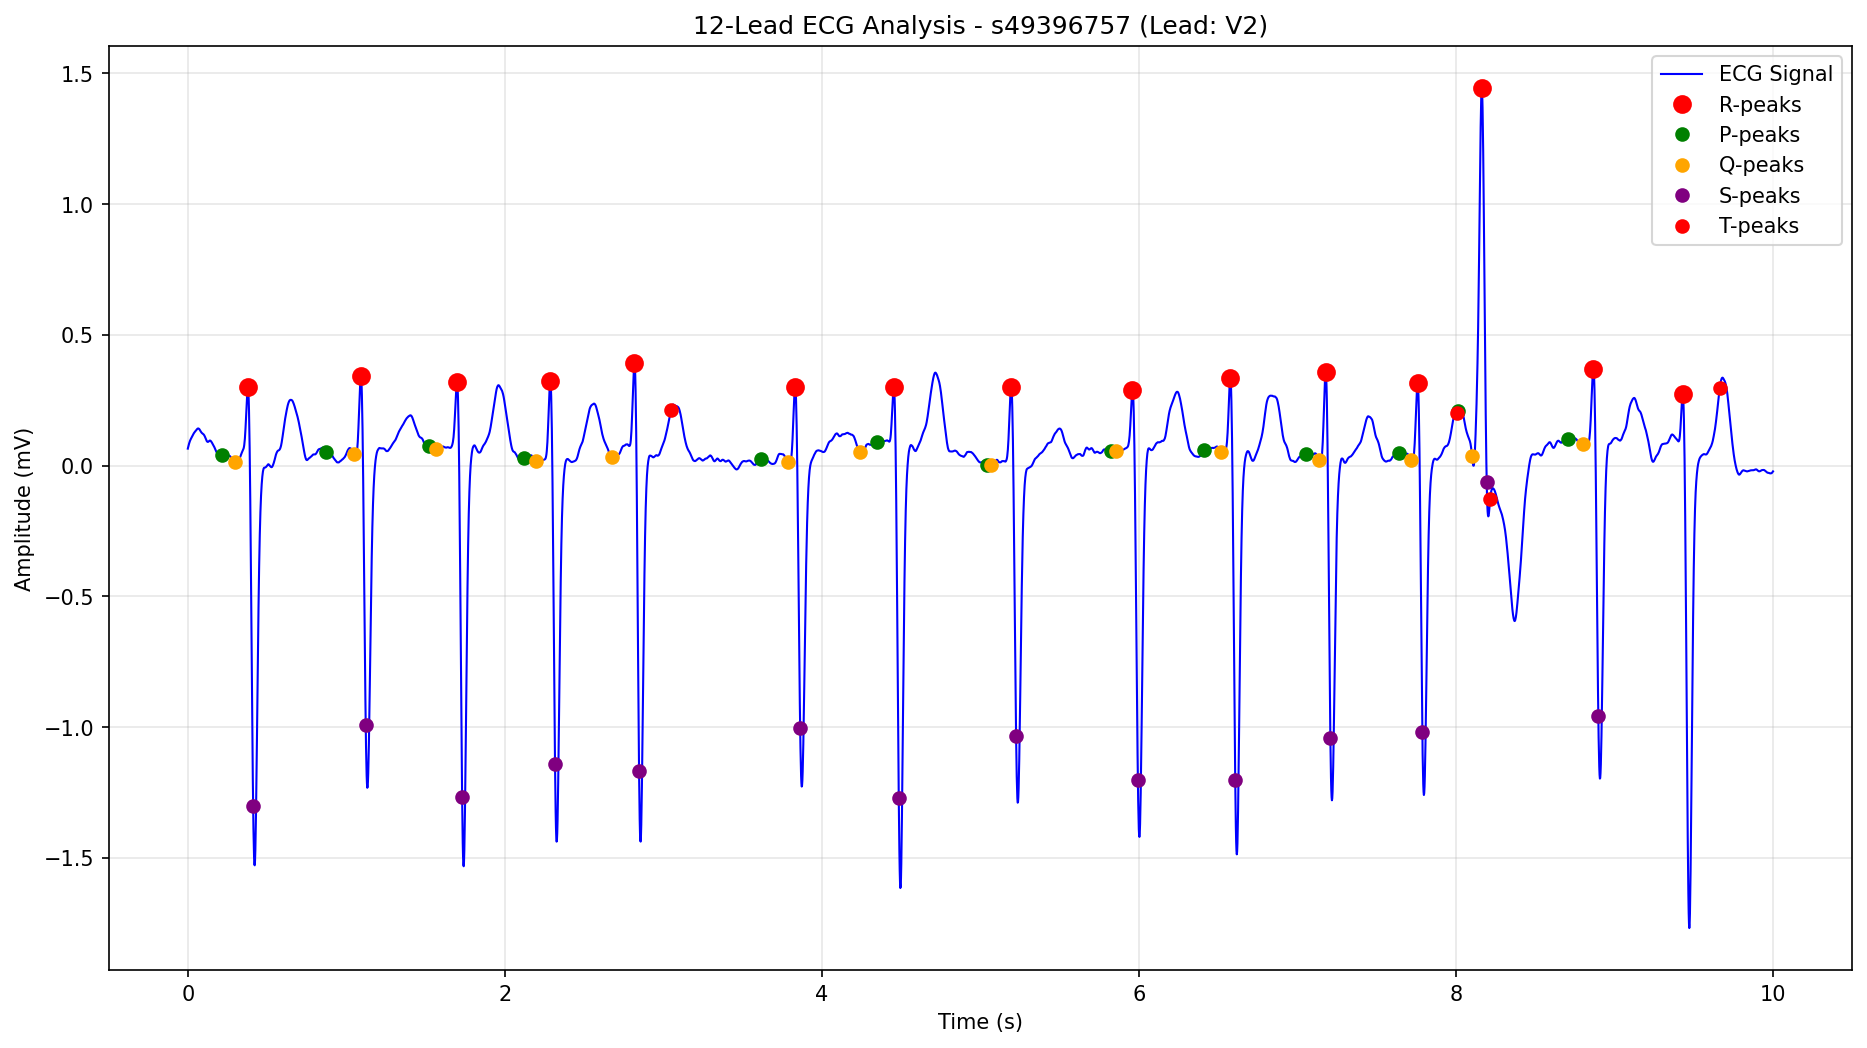 12-Lead ECG Analysis - s49396757 (Lead: V2)
ECG Signal
R-peaks
P-peaks
Q-peaks
S-peaks
T-peaks
Amplitude (mV)
1.5
1.0
0.5
0.0
−0.5
−1.0
−1.5
0 2 4 6 8 10
Time (s)